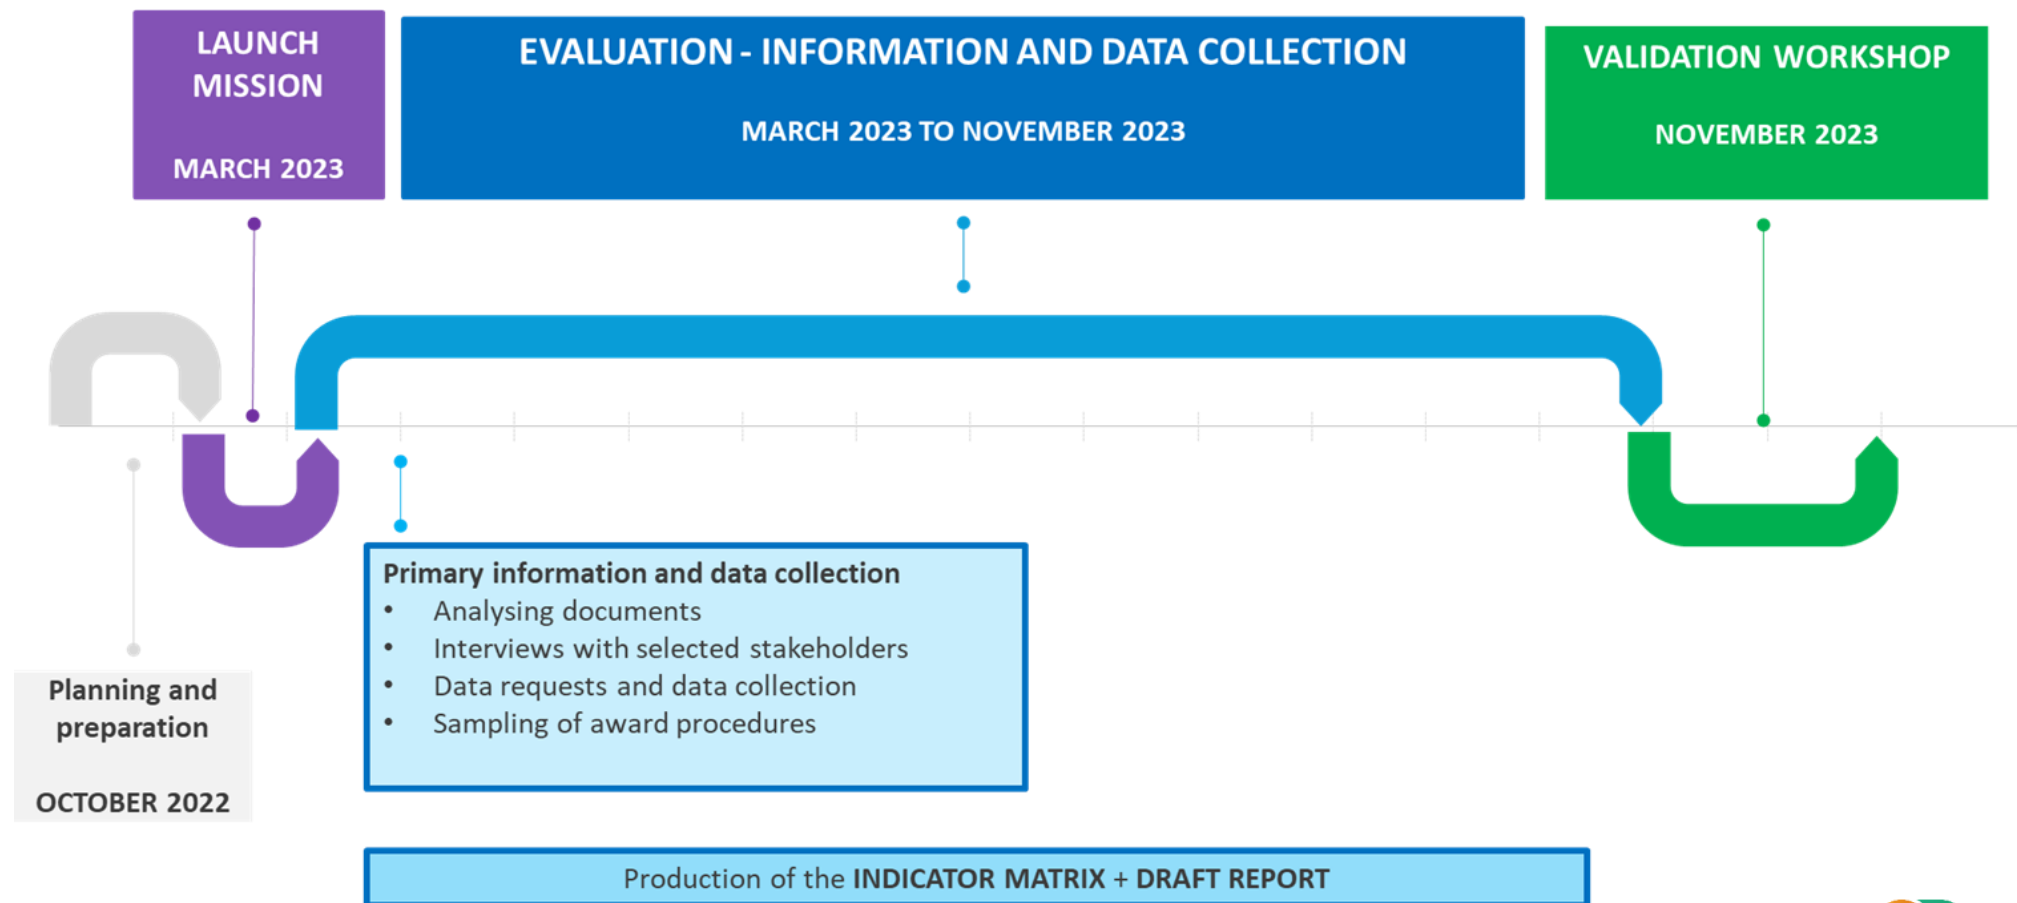 LAUNCH
MISSION
MARCH 2023
EVALUATION - INFORMATION AND DATA COLLECTION
MARCH 2023 TO NOVEMBER 2023
VALIDATION WORKSHOP
NOVEMBER 2023
Primary information and data collection
• Analysing documents
• Interviews with selected stakeholders
• Data requests and data collection
• Sampling of award procedures
Planning and
preparation
OCTOBER 2022
Production of the INDICATOR MATRIX + DRAFT REPORT